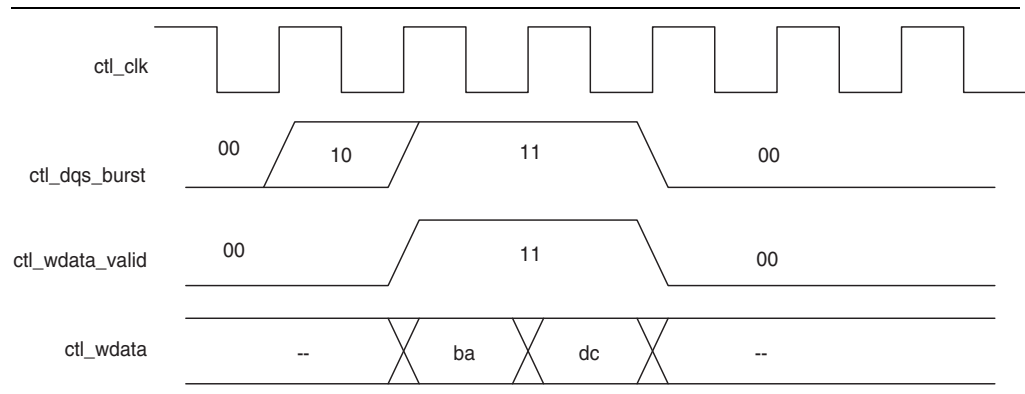 ctl_clk
ctl_dqs_burst 00 10 11 00
ctl_wdata_valid 00 11 00
ctl_wdata -- ba dc --